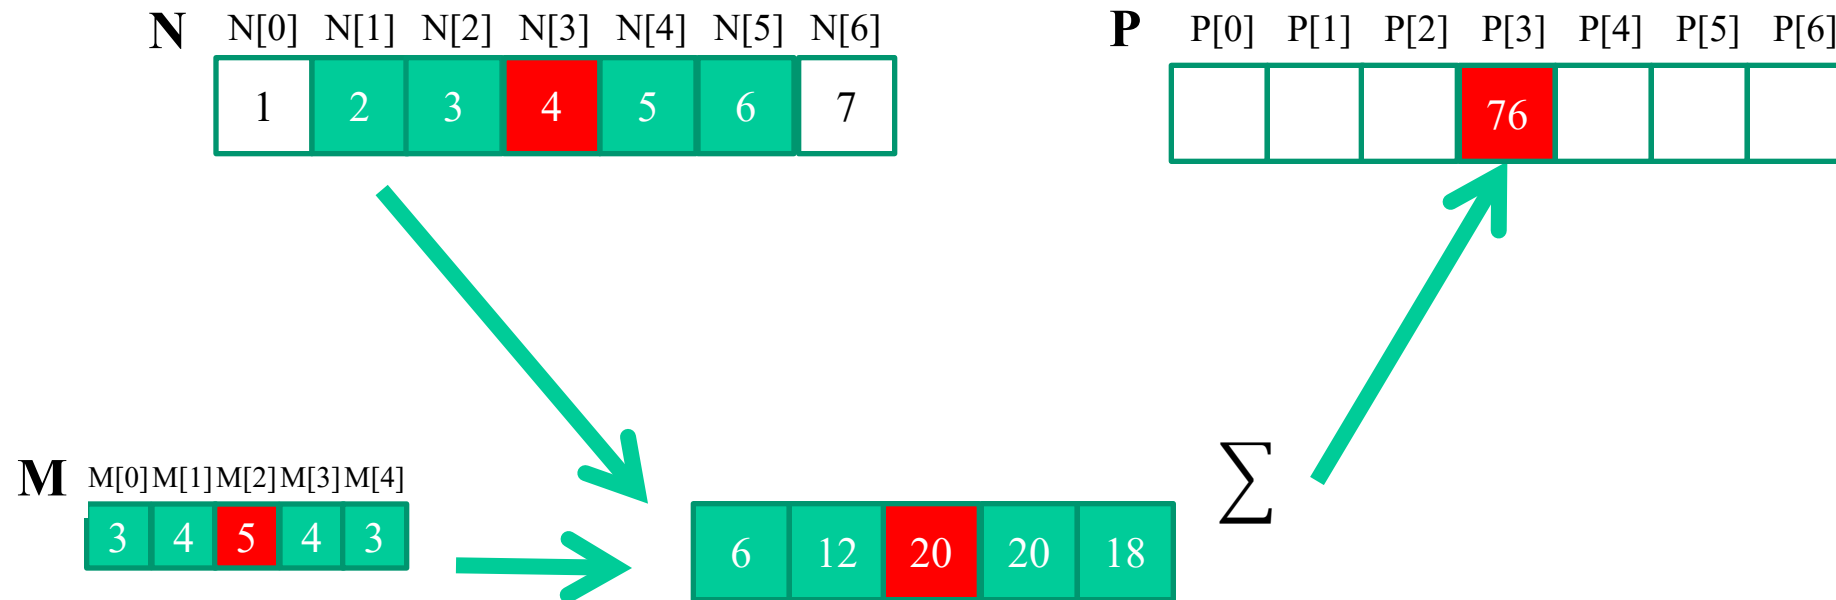 N N[0] N[1] N[2] N[3] N[4] N[5] N[6]
1 2 3 4 5 6 7
P P[0] P[1] P[2] P[3] P[4] P[5] P[6]
76
M M[0] M[1] M[2] M[3] M[4]
3 4 5 4 3
6 12 20 20 18
∑